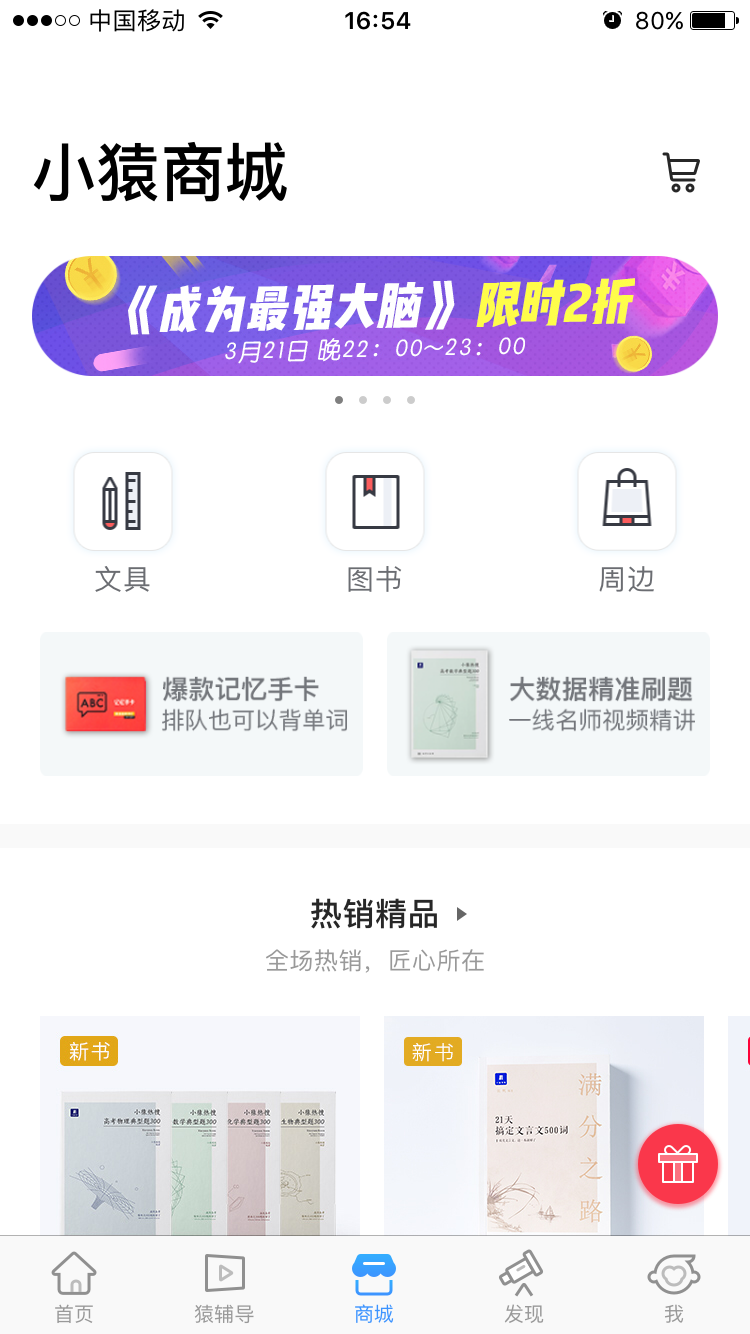 中国移动
16:54
80%
小猿商城
《成为最强大脑》 限时2折
3月21日 晚22：00～23：00
文具
图书
周边
ABC
记忆手卡
爆款记忆手卡
排队也可以背单词
大数据精准刷题
一线名师视频精讲
热销精品
全场热销，匠心所在
新书
小猿热搜
高考物理典型题300
小猿热搜
数学典型题300
小猿热搜
化学典型题300
小猿热搜
生物典型题300
新书
满分之路
21天
搞定文言文500词
首页
猿辅导
商城
发现
我